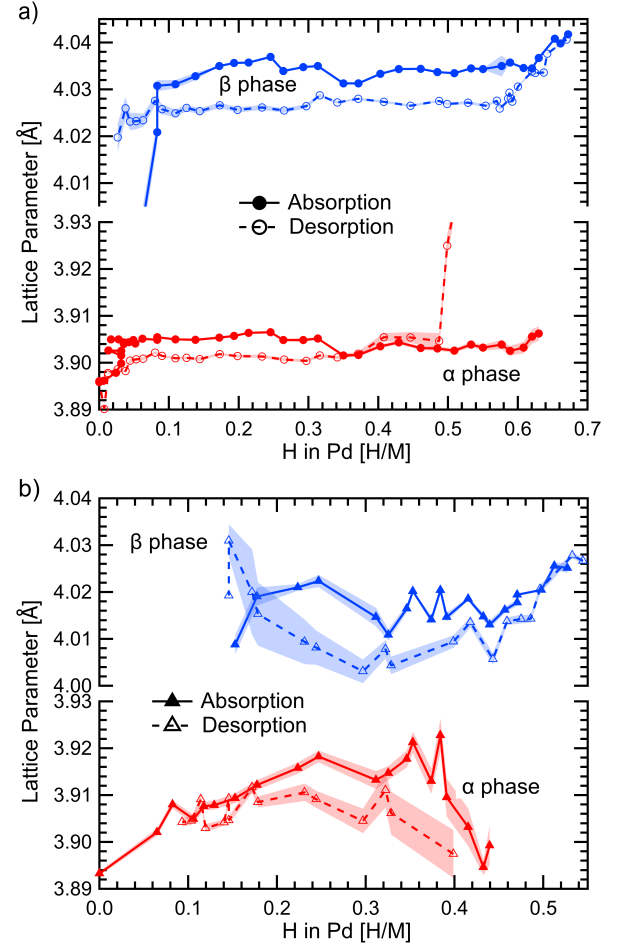 a)
4.04
4.03
4.02
4.01
β phase
Absorption
Desorption
3.93
3.92
3.91
3.90
3.89
α phase
Lattice Parameter [Å]
0.0 0.1 0.2 0.3 0.4 0.5 0.6 0.7
H in Pd [H/M]
b)
4.04
4.03
4.02
4.01
4.00
β phase
Absorption
Desorption
3.93
3.92
3.91
3.90
3.89
α phase
Lattice Parameter [Å]
0.0 0.1 0.2 0.3 0.4 0.5
H in Pd [H/M]